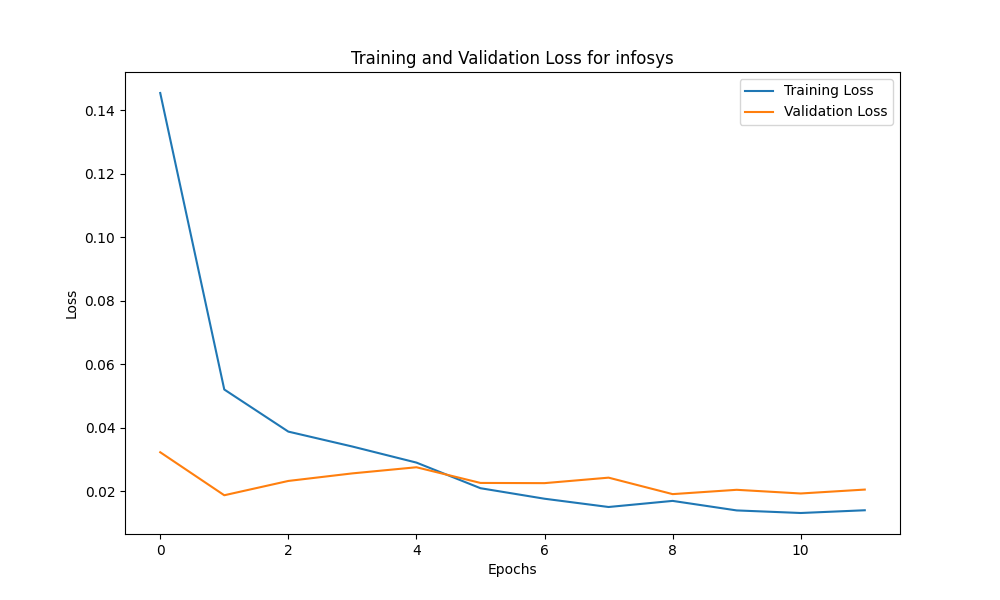 Training and Validation Loss for infosys
Training Loss
Validation Loss
0.14
0.12
0.10
0.08
0.06
0.04
0.02
Loss
0 2 4 6 8 10
Epochs